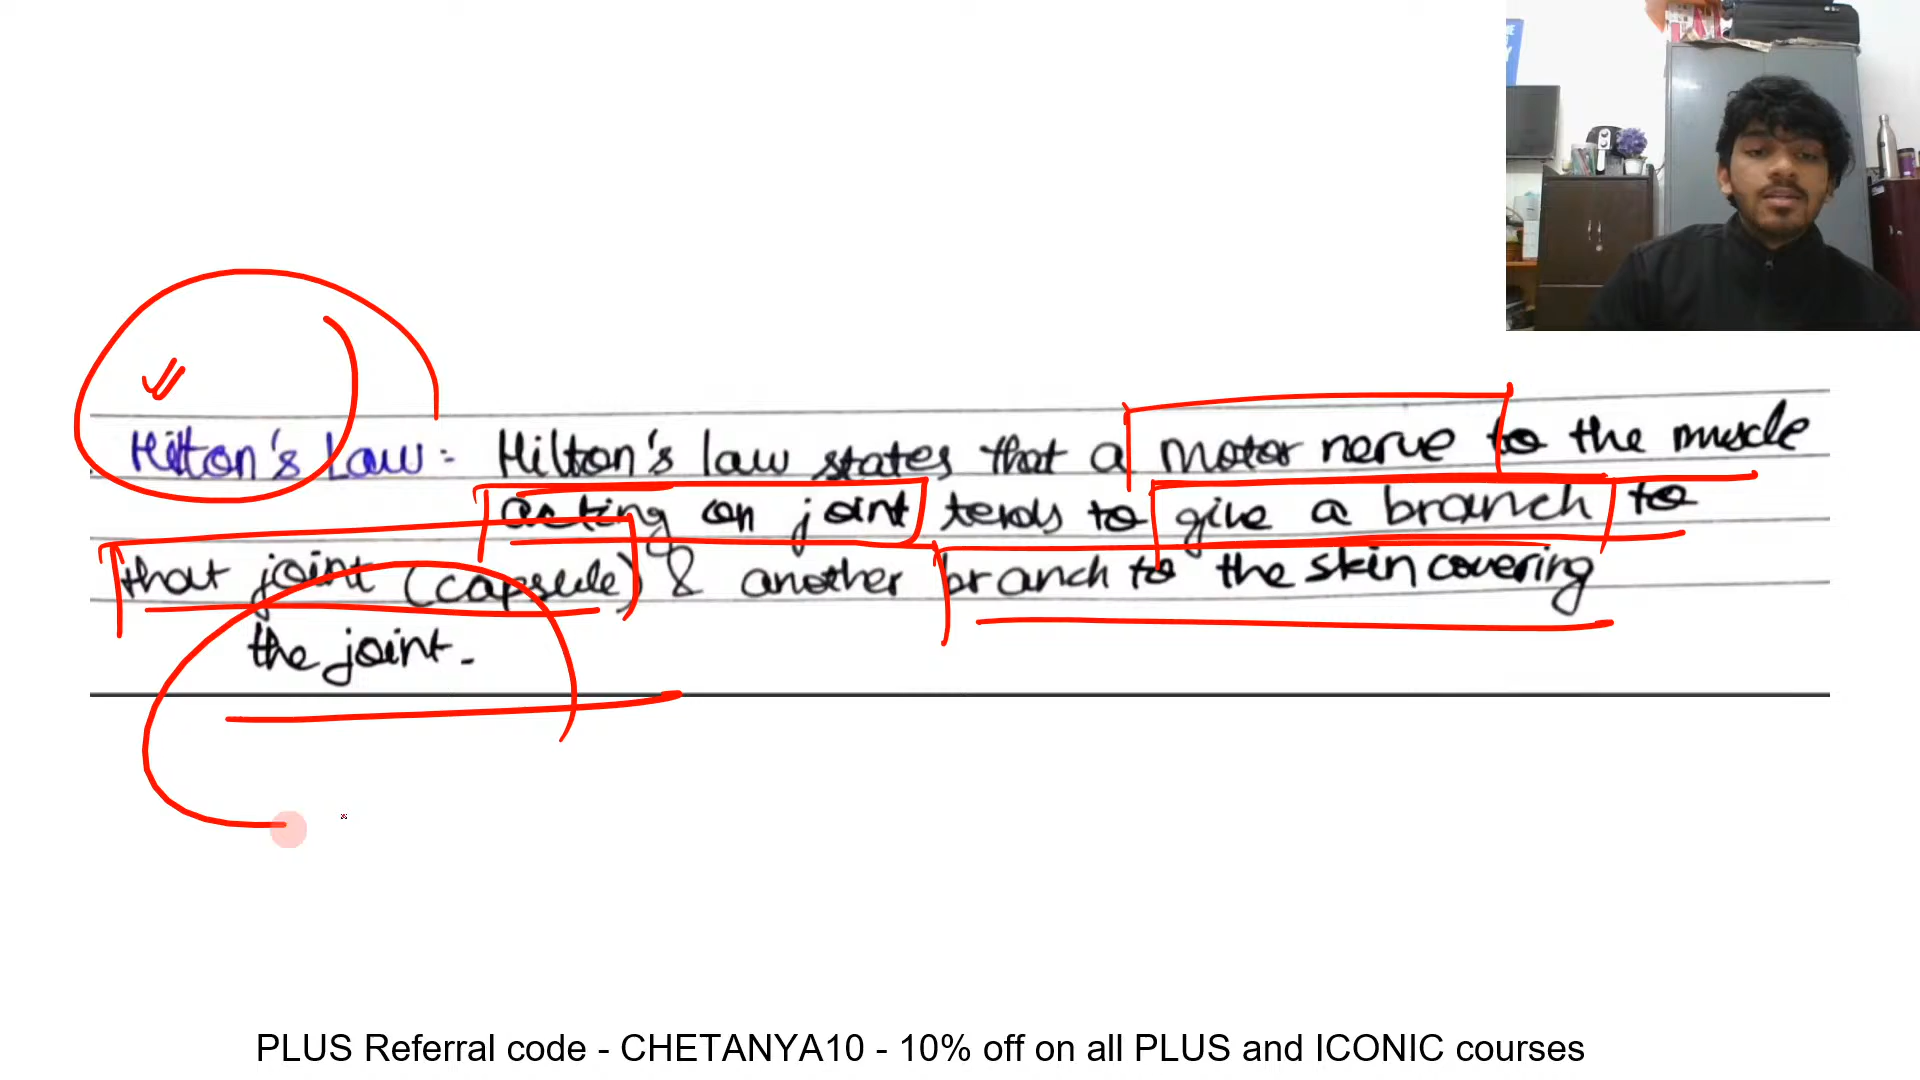 Hilton's Law:- Hilton's law states that a motor nerve to the muscle
acting on joint tends to give a branch to
that joint (capsule) & another branch to the skin covering
the joint.
PLUS Referral code - CHETANYA10 - 10% off on all PLUS and ICONIC courses